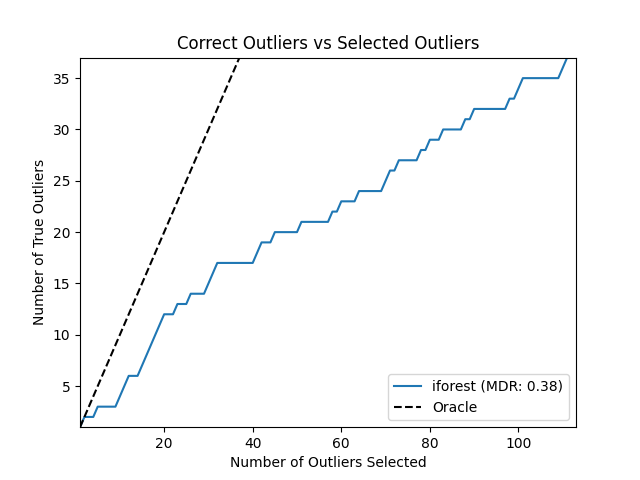 Correct Outliers vs Selected Outliers
Number of True Outliers
35
30
25
20
15
10
5
iforest (MDR: 0.38)
Oracle
20 40 60 80 100
Number of Outliers Selected